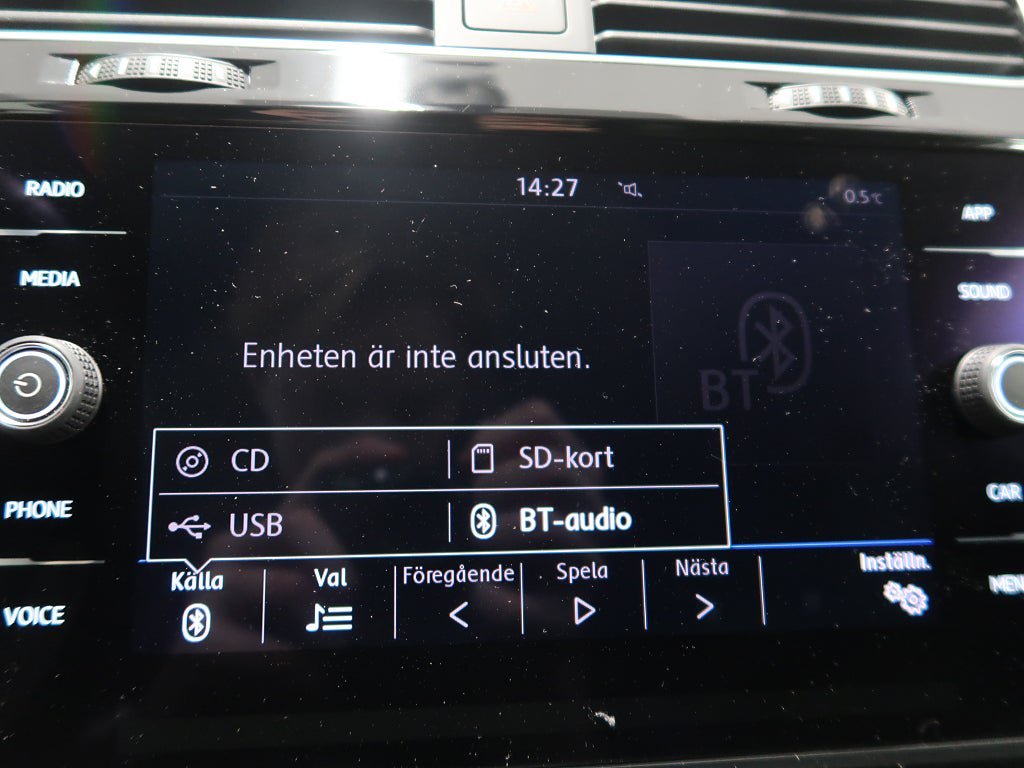 RADIO
14:27
0.5°C
APP
MEDIA
SOUND
Enheten är inte ansluten.
BT
CD
SD-kort
PHONE
USB
BT-audio
CAR
Källa
Val
Föregående
Spela
Nästa
Inställn.
VOICE
MEN